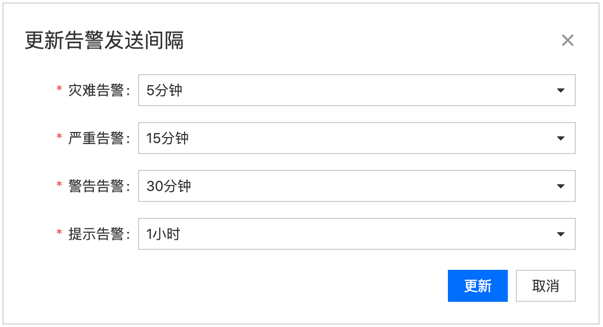 更新告警发送间隔
* 灾难告警： 5分钟
* 严重告警： 15分钟
* 警告告警： 30分钟
* 提示告警： 1小时
更新 取消